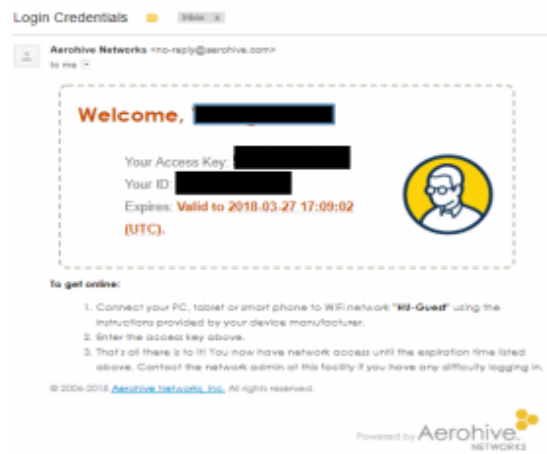 Login Credentials
Inbox x
Aerohive Networks <no-reply@aerohive.com>
to me
Welcome,
Your Access Key:
Your ID:
Expires: Valid to 2018-03-27 17:09:02
(UTC).
To get online:
1. Connect your PC, tablet or smart phone to WiFi network "HU-Guest" using the
instructions provided by your device manufacturer.
2. Enter the access key above.
3. That's all there is to it! You now have network access until the expiration time listed
above. Contact the network admin at this facility if you have any difficulty logging in.
© 2006-2018 Aerohive Networks, Inc. All rights reserved.
Powered by Aerohive
NETWORKS